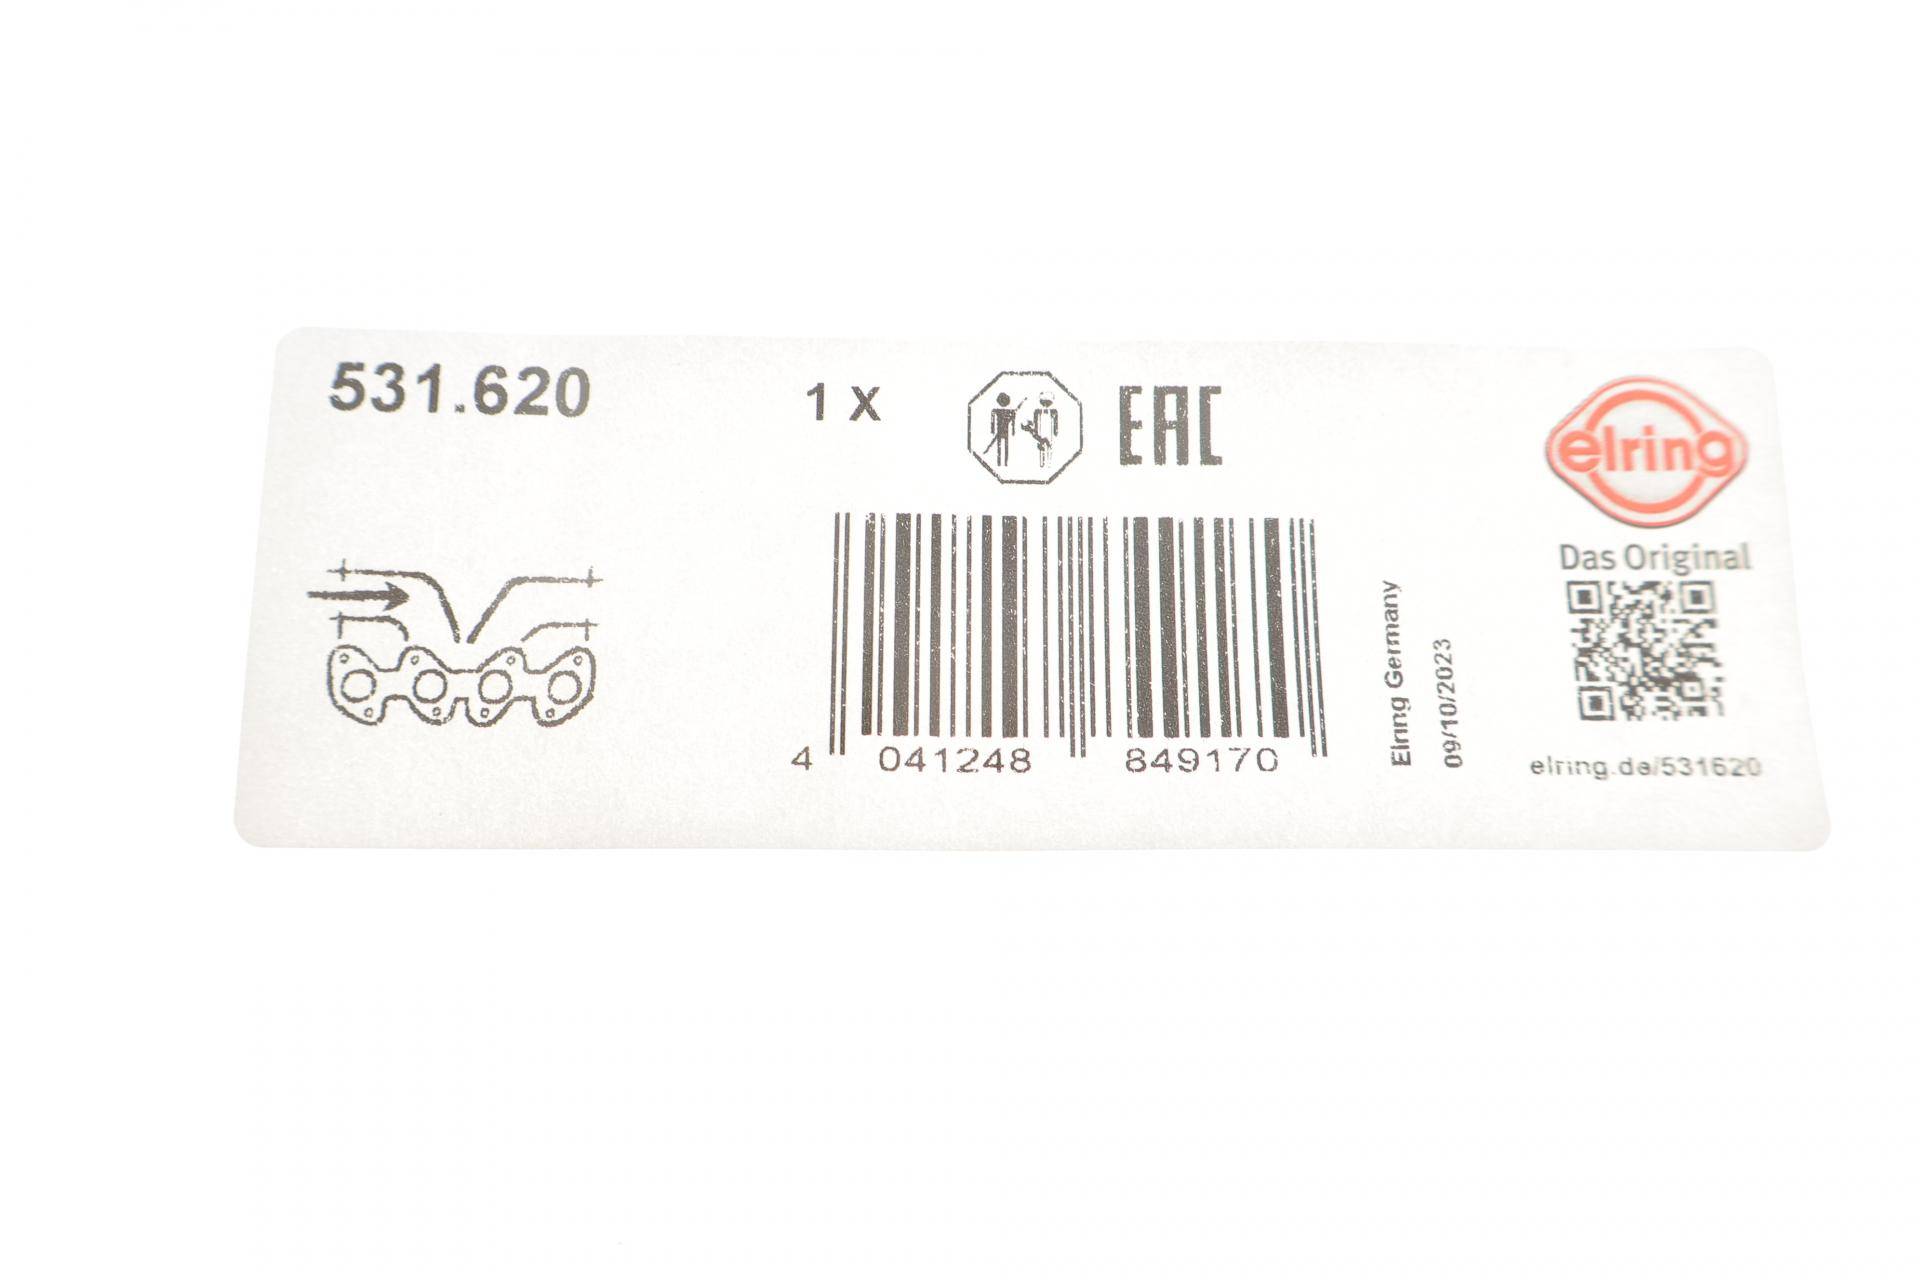 531.620
1 X
EAC
elring
Das Original
4 041248 849170
Elring Germany
09/10/2023
elring.de/531620